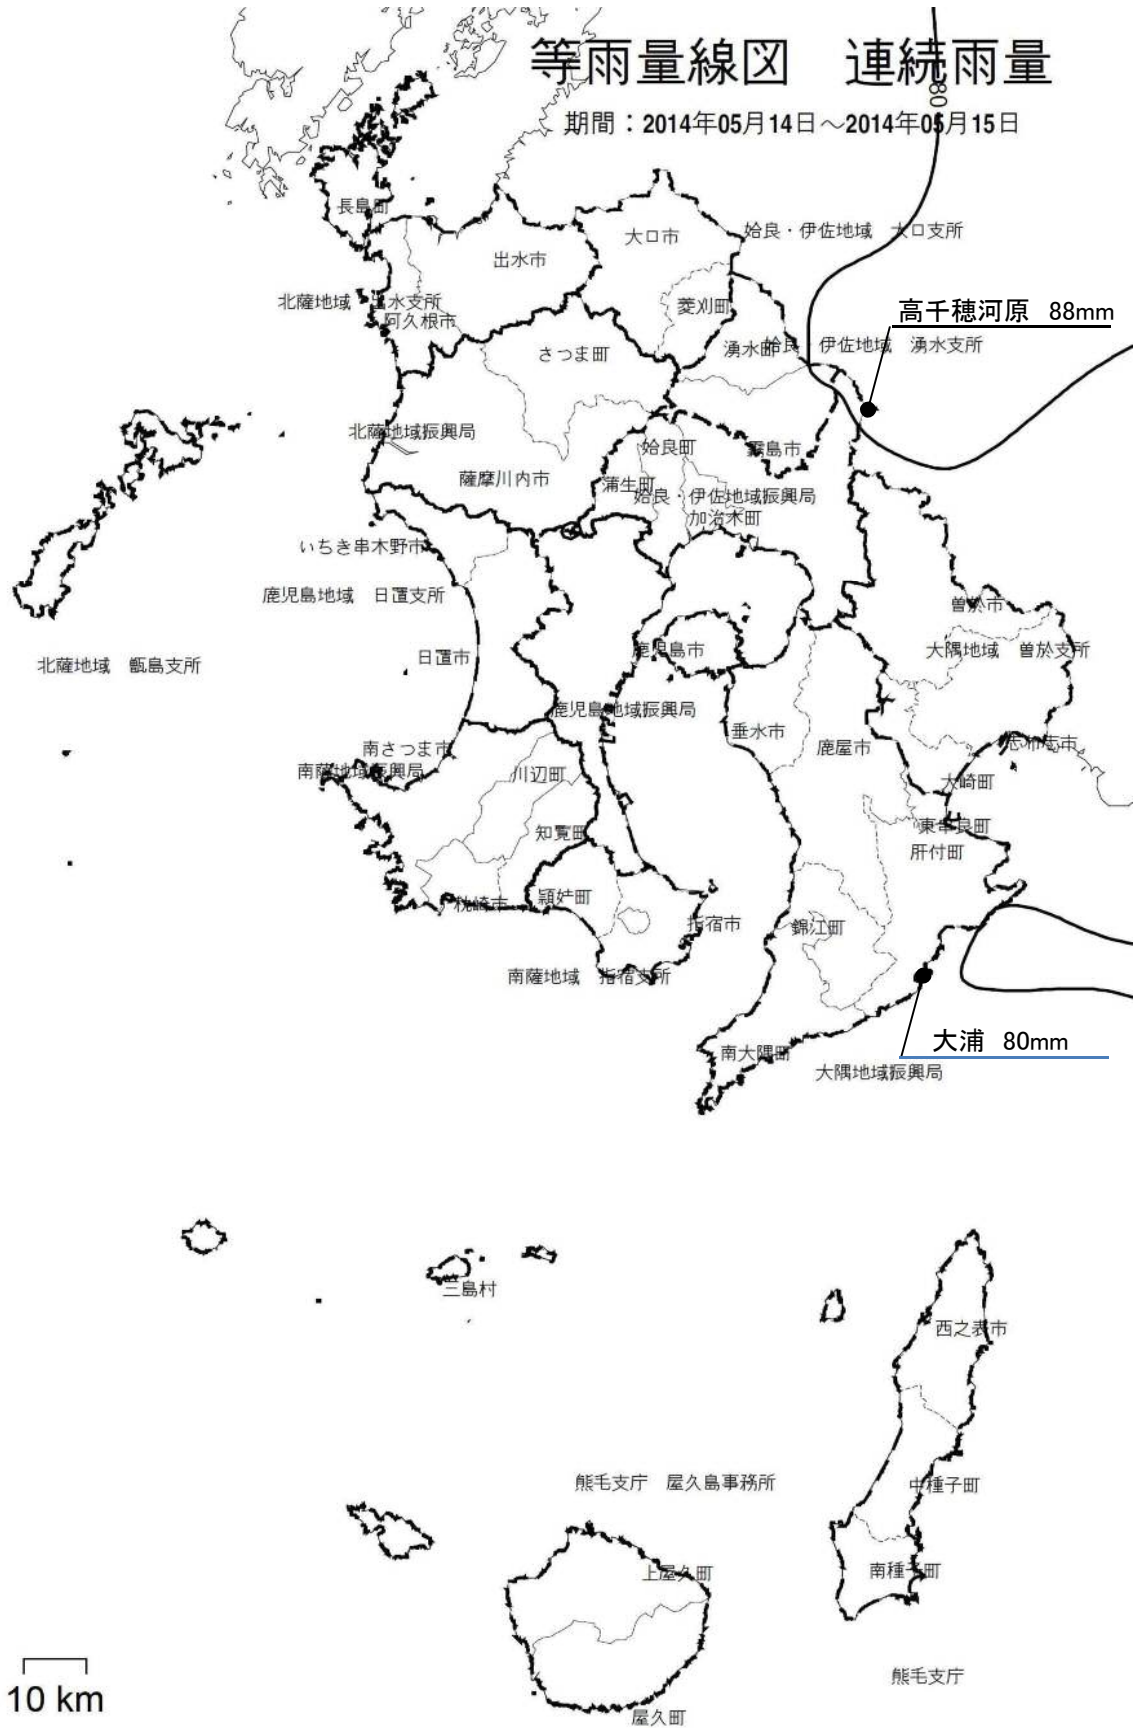 等雨量線図　連続雨量
80
期間：2014年05月14日～2014年05月15日
長島町
大口市
姶良・伊佐地域　大口支所
出水市
北薩地域　出水支所
菱刈町
高千穂河原　88mm
阿久根市
さつま町
湧水町
姶良・伊佐地域　湧水支所
北薩地域振興局
姶良町
霧島市
薩摩川内市
蒲生町
姶良・伊佐地域振興局
加治木町
いちき串木野市
鹿児島地域　日置支所
曽於市
鹿児島市
大隅地域　曽於支所
日置市
北薩地域　甑島支所
鹿児島地域振興局
垂水市
南さつま市
鹿屋市
志布志市
南薩地域振興局
川辺町
大崎町
知覧町
東串良町
肝付町
枕崎市
頴娃町
指宿市
錦江町
南薩地域　指宿支所
大浦　80mm
南大隅町
大隅地域振興局
三島村
西之表市
熊毛支庁　屋久島事務所
中種子町
上屋久町
南種子町
熊毛支庁
10 km
屋久町